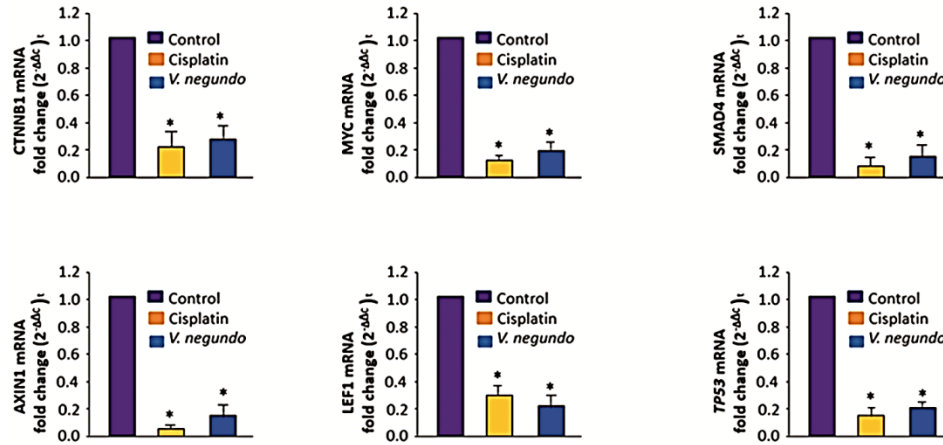 CTNNB1 mRNA
fold change (2-ΔΔc)t
1.2
1.0
0.8
0.6
0.4
0.2
0.0
Control
Cisplatin
V. negundo
*
*
MYC mRNA
fold change (2-ΔΔc)t
1.2
1.0
0.8
0.6
0.4
0.2
0.0
Control
Cisplatin
V. negundo
*
*
SMAD4 mRNA
fold change (2-ΔΔc)t
1.2
1.0
0.8
0.6
0.4
0.2
0.0
Control
Cisplatin
V. negundo
*
*
AXIN1 mRNA
fold change (2-ΔΔc)t
1.2
1.0
0.8
0.6
0.4
0.2
0.0
Control
Cisplatin
V. negundo
*
*
LEF1 mRNA
fold change (2-ΔΔc)t
1.2
1.0
0.8
0.6
0.4
0.2
0.0
Control
Cisplatin
V. negundo
*
*
TP53 mRNA
fold change (2-ΔΔc)t
1.2
1.0
0.8
0.6
0.4
0.2
0.0
Control
Cisplatin
V. negundo
*
*